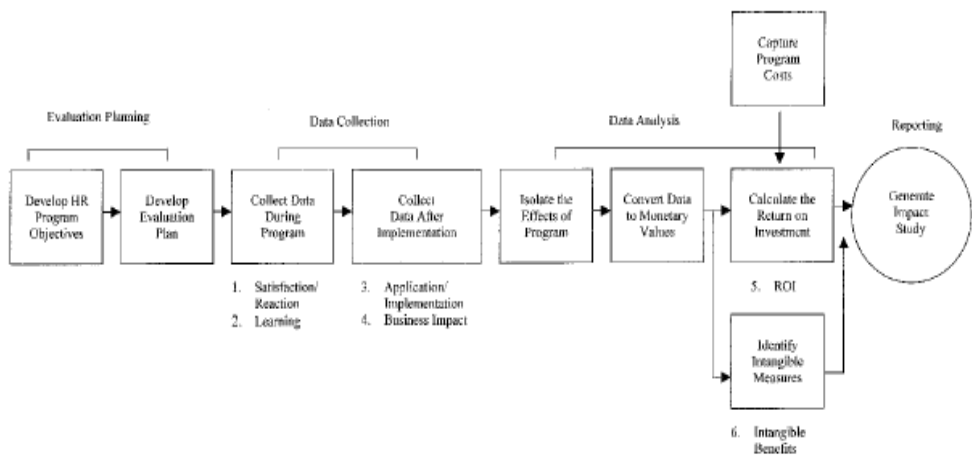 Capture
Program
Costs
Evaluation Planning
Data Collection
Data Analysis
Reporting
Develop HR
Program
Objectives
Develop
Evaluation
Plan
Collect Data
During
Program
Collect
Data After
Implementation
Isolate the
Effects of
Program
Convert Data
to Monetary
Values
Calculate the
Return on
Investment
Generate
Impact
Study
1. Satisfaction/
Reaction
2. Learning
3. Application/
Implementation
4. Business Impact
5. ROI
Identify
Intangible
Measures
6. Intangible
Benefits